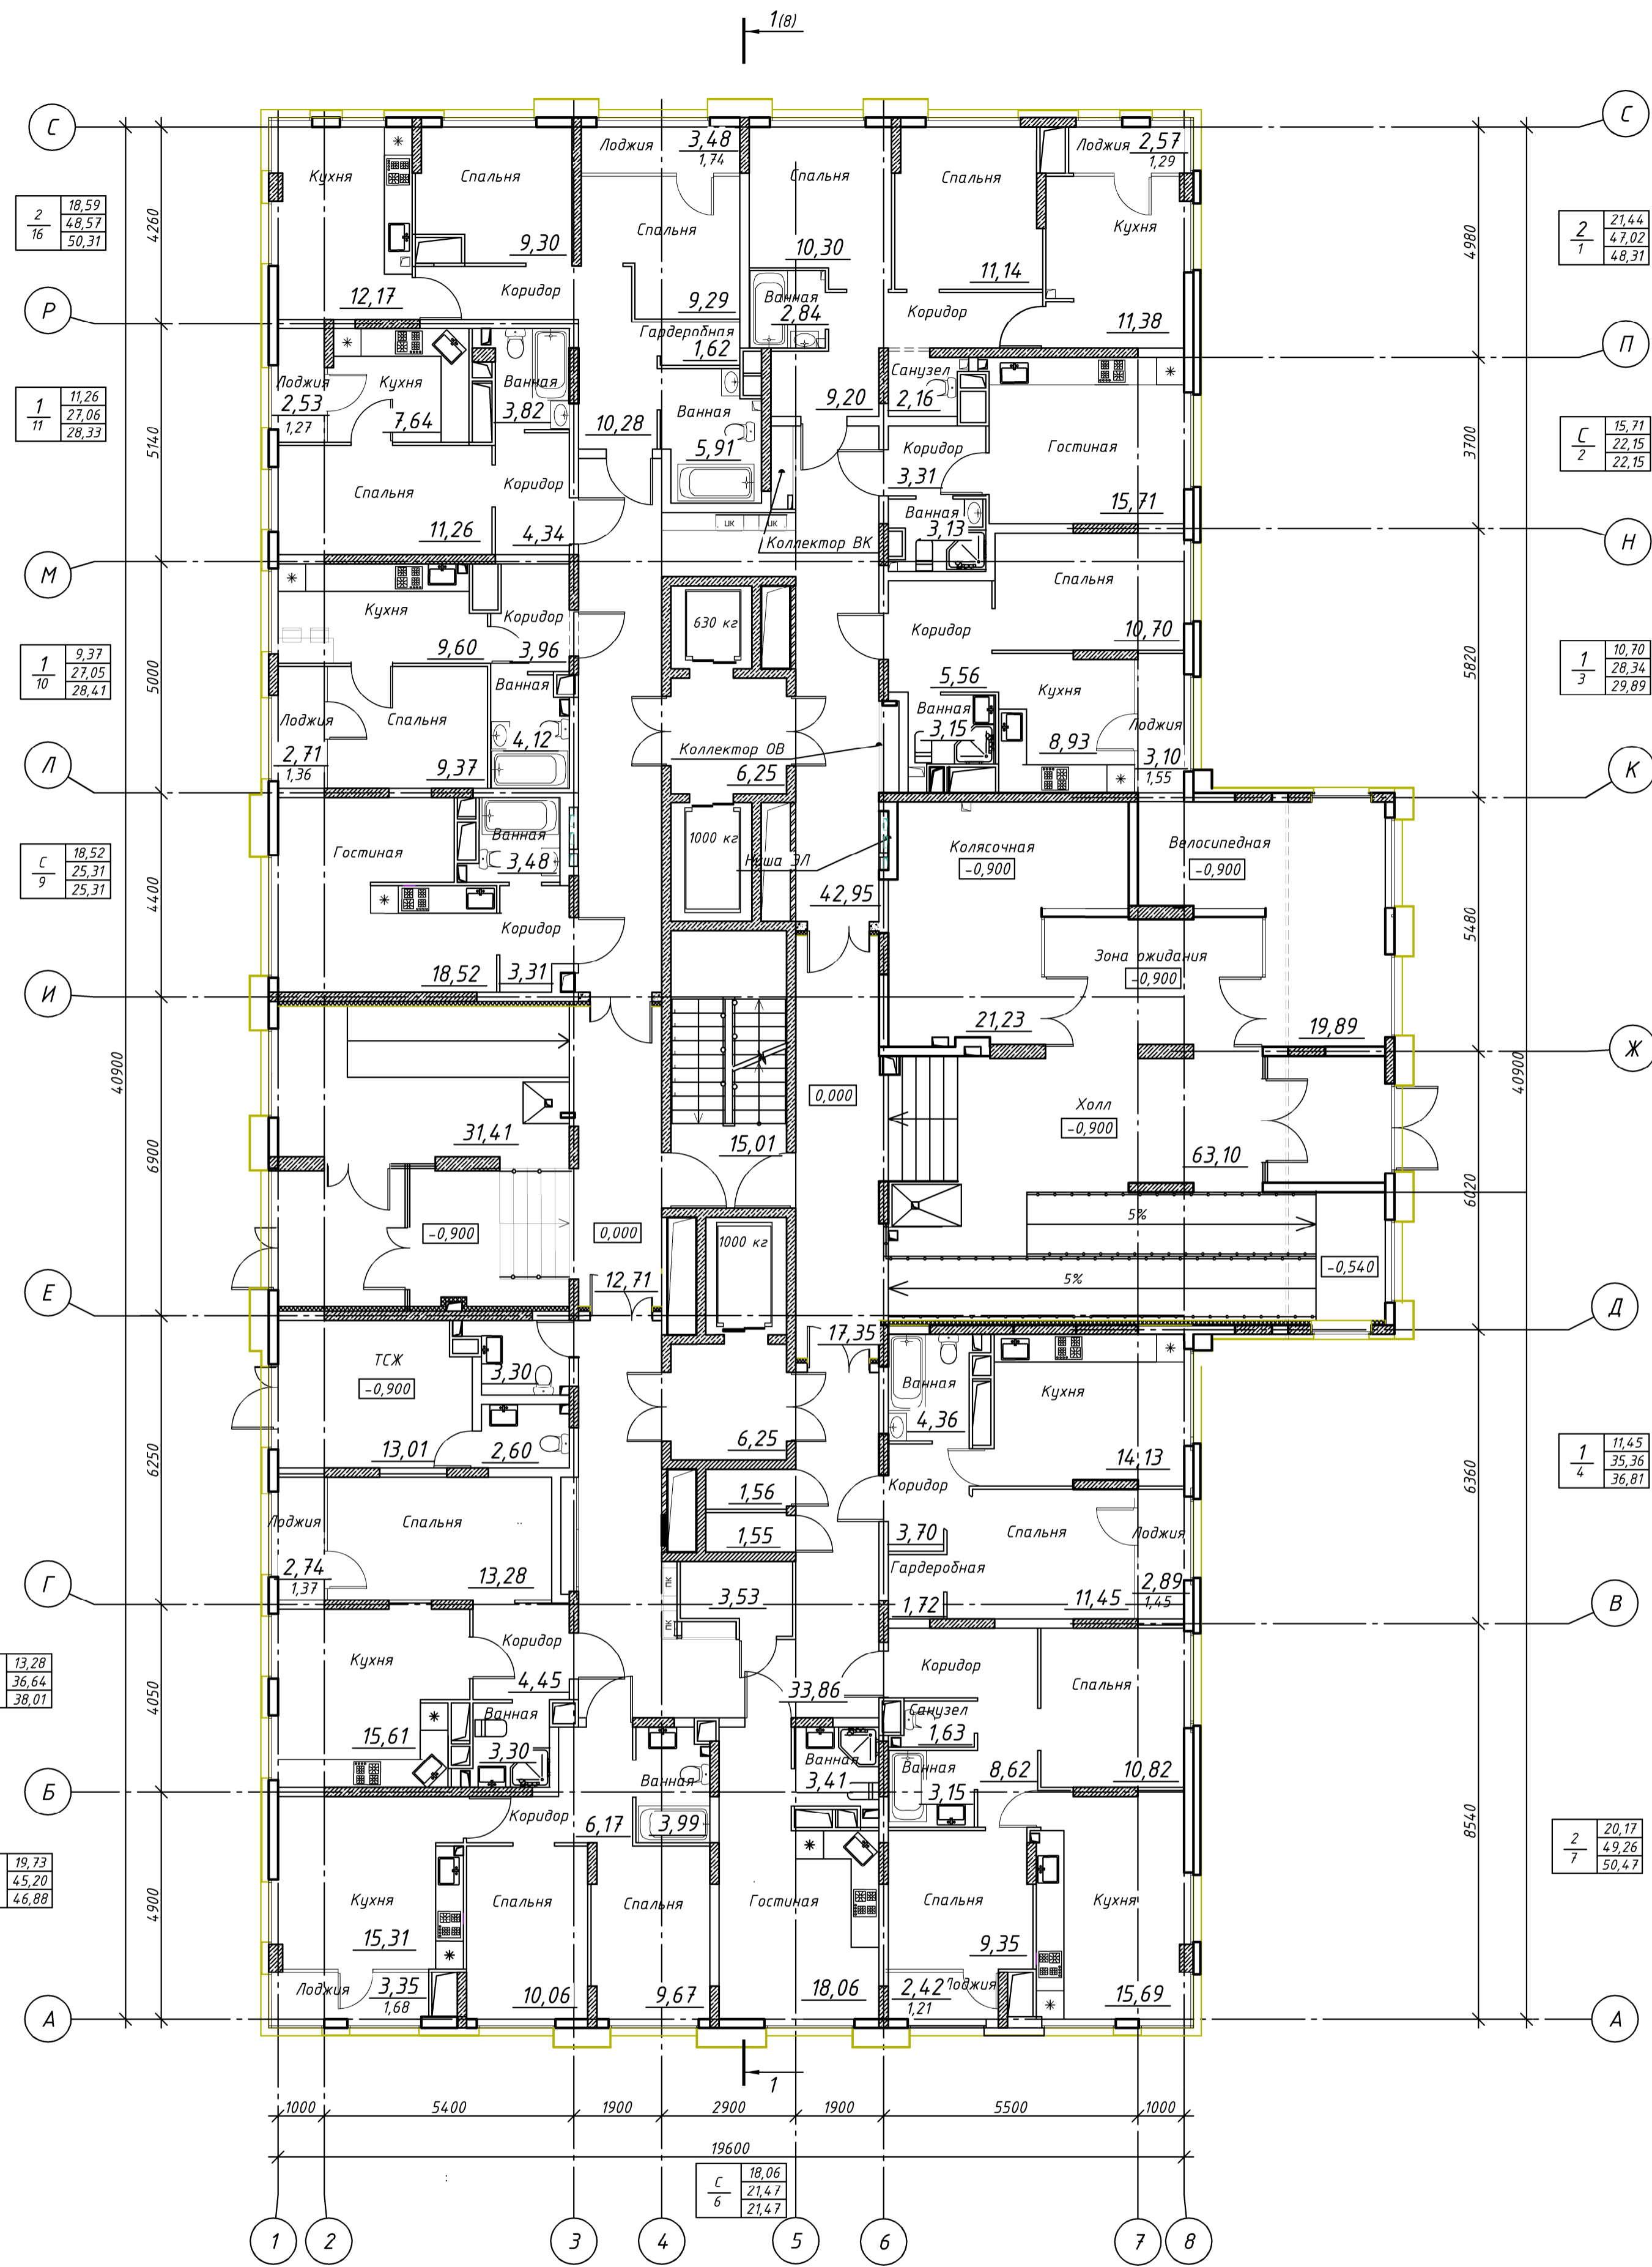 1(8)
С
С
Лоджия 3,48
1,74
Лоджия 2,57
1,29
Кухня
Спальня
Спальня
Спальня
2
16
18,59
48,57
50,31
4260
Спальня
Кухня
4980
2
1
21,44
47,02
48,31
9,30
10,30
11,14
12,17
Коридор
9,29
Ванная
2,84
Коридор
11,38
Р
Гардеробная
1,62
П
Лоджия
2,53
1,27
Кухня
7,64
Ванная
3,82
10,28
Ванная
5,91
9,20
Санузел
2,16
1
11
11,26
27,06
28,33
5140
Коридор
3,31
Гостиная
15,71
3700
С
2
15,71
22,15
22,15
Спальня
Коридор
11,26
4,34
Ванная
3,13
Коллектор ВК
Н
М
Кухня
Коридор
9,60
3,96
630 кг
Спальня
Коридор
10,70
1
10
9,37
27,05
28,41
5000
5820
1
3
10,70
28,34
29,89
Ванная
5,56
Кухня
Лоджия
Спальня
Ванная
3,15
Лоджия
2,71
1,36
4,12
9,37
Коллектор ОВ
6,25
8,93
3,10
1,55
Л
К
Гостиная
Ванная
3,48
1000 кг
Ниша ЭЛ
Колясочная
-0,900
Велосипедная
-0,900
С
9
18,52
25,31
25,31
4400
42,95
5480
Коридор
18,52
3,31
Зона ожидания
-0,900
И
21,23
19,89
Ж
40900
40900
0,000
Холл
-0,900
31,41
15,01
63,10
6900
6020
-0,900
0,000
1000 кг
5%
-0,540
12,71
5%
Е
Д
ТСЖ
-0,900
3,30
17,35
Ванная
4,36
Кухня
13,01
2,60
6,25
14,13
6250
6360
1
4
11,45
35,36
36,81
1,56
Коридор
Лоджия
Спальня
1,55
3,70
Спальня
Лоджия
2,74
1,37
13,28
Гардеробная
3,53
1,72
11,45
2,89
1,45
ПК
ПК
Г
В
Кухня
Коридор
4,45
Коридор
Спальня
13,28
36,64
38,01
4050
33,86
Санузел
1,63
Ванная
15,61
3,30
Ванная
Ванная
3,41
Ванная
3,15
8,62
10,82
Б
Коридор
6,17
3,99
8540
2
7
20,17
49,26
50,47
19,73
45,20
46,88
4900
Кухня
Спальня
Спальня
Гостиная
Спальня
Кухня
15,31
9,35
Лоджия 3,35
1,68
10,06
9,67
18,06
2,42 Лоджия
1,21
15,69
А
А
1
1000
5400
1900
2900
1900
5500
1000
19600
С
6
18,06
21,47
21,47
1
2
3
4
5
6
7
8